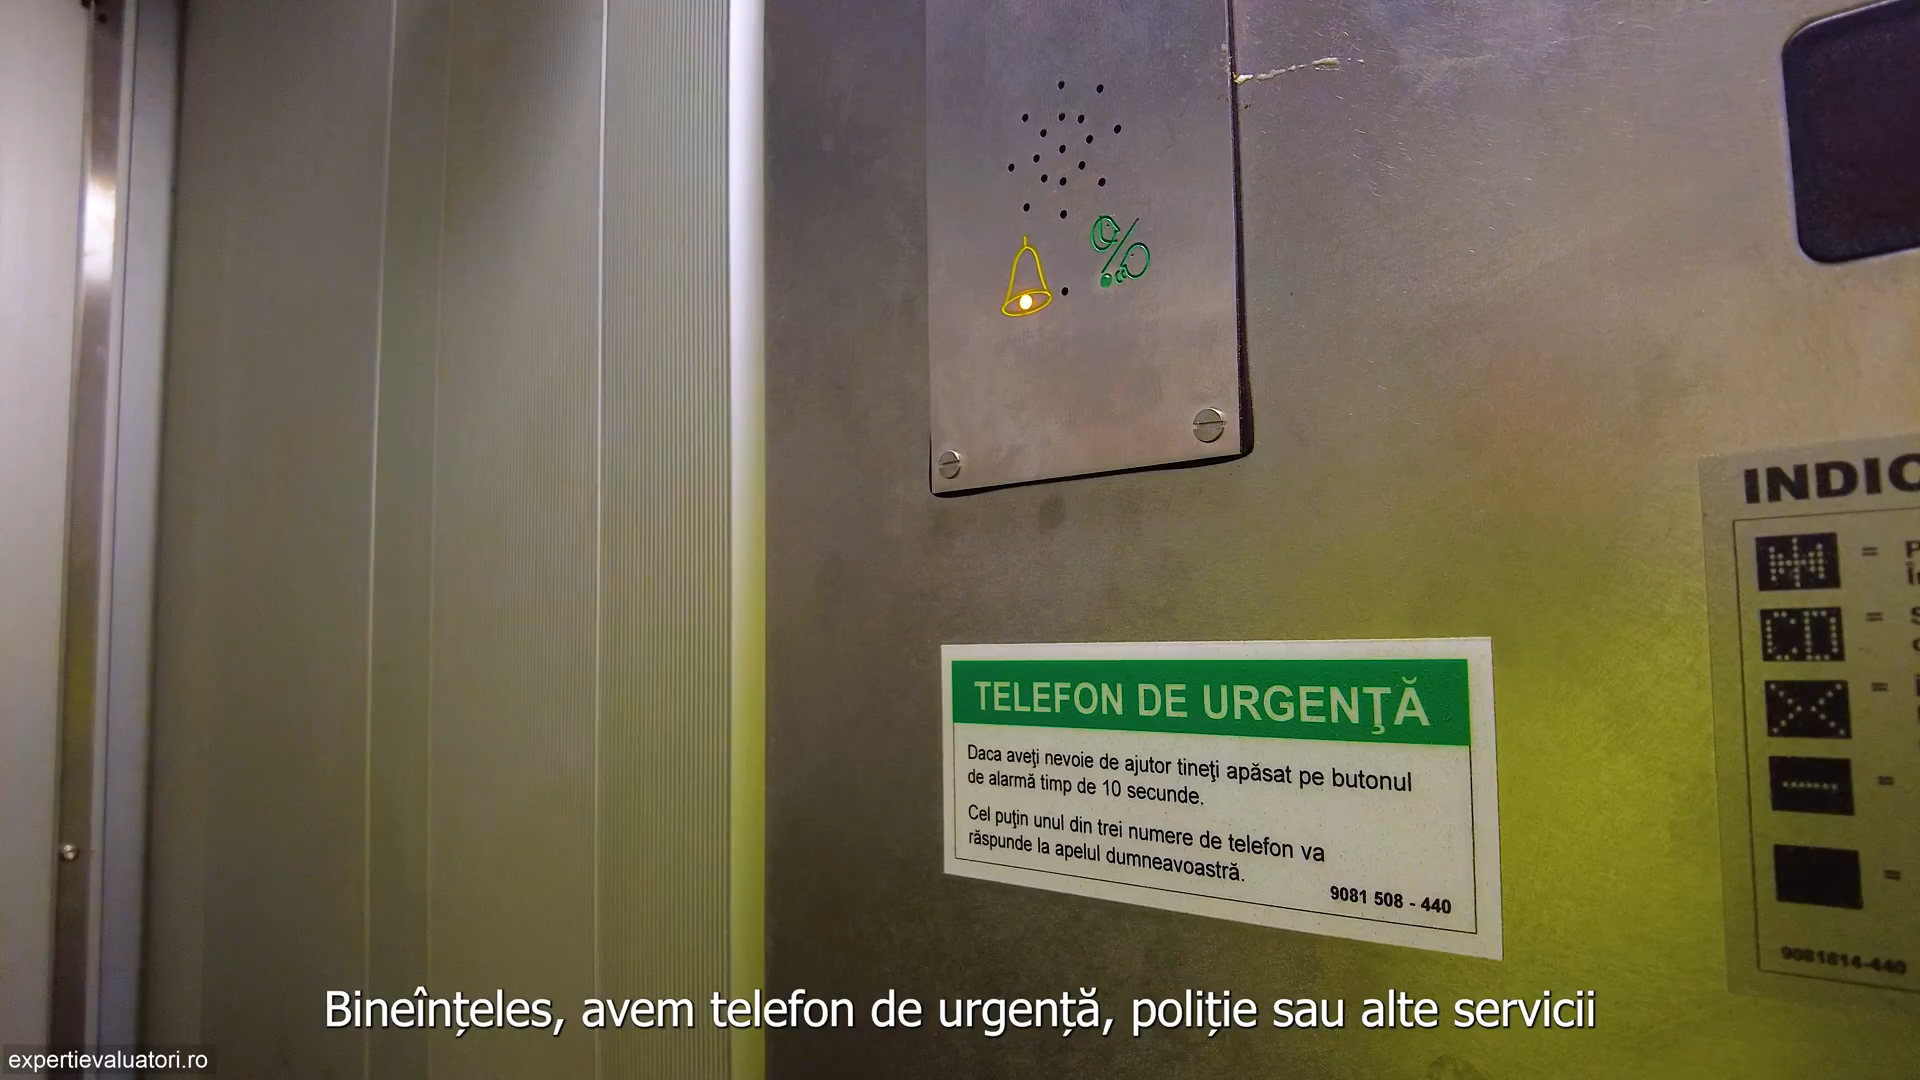 INDIC
TELEFON DE URGENŢĂ
Daca aveţi nevoie de ajutor tineţi apăsat pe butonul
de alarmă timp de 10 secunde.
Cel puţin unul din trei numere de telefon va
răspunde la apelul dumneavoastră.
9081 508 - 440
9081814-440
Bineînțeles, avem telefon de urgență, poliție sau alte servicii
expertievaluatori.ro